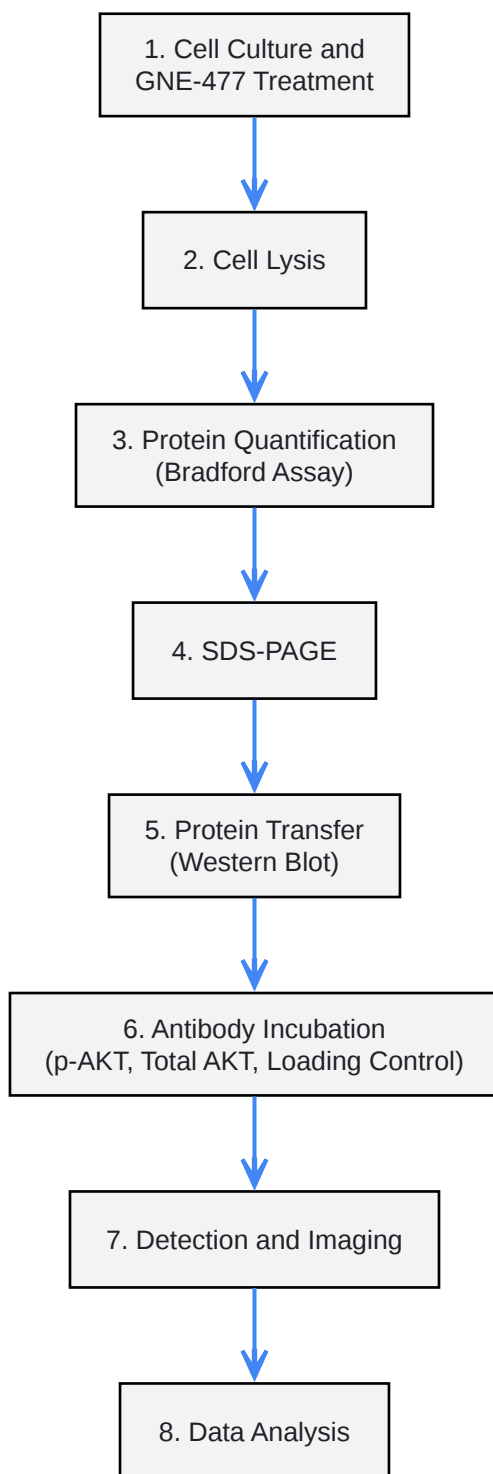 1. Cell Culture and
GNE-477 Treatment
2. Cell Lysis
3. Protein Quantification
(Bradford Assay)
4. SDS-PAGE
5. Protein Transfer
(Western Blot)
6. Antibody Incubation
(p-AKT, Total AKT, Loading Control)
7. Detection and Imaging
8. Data Analysis